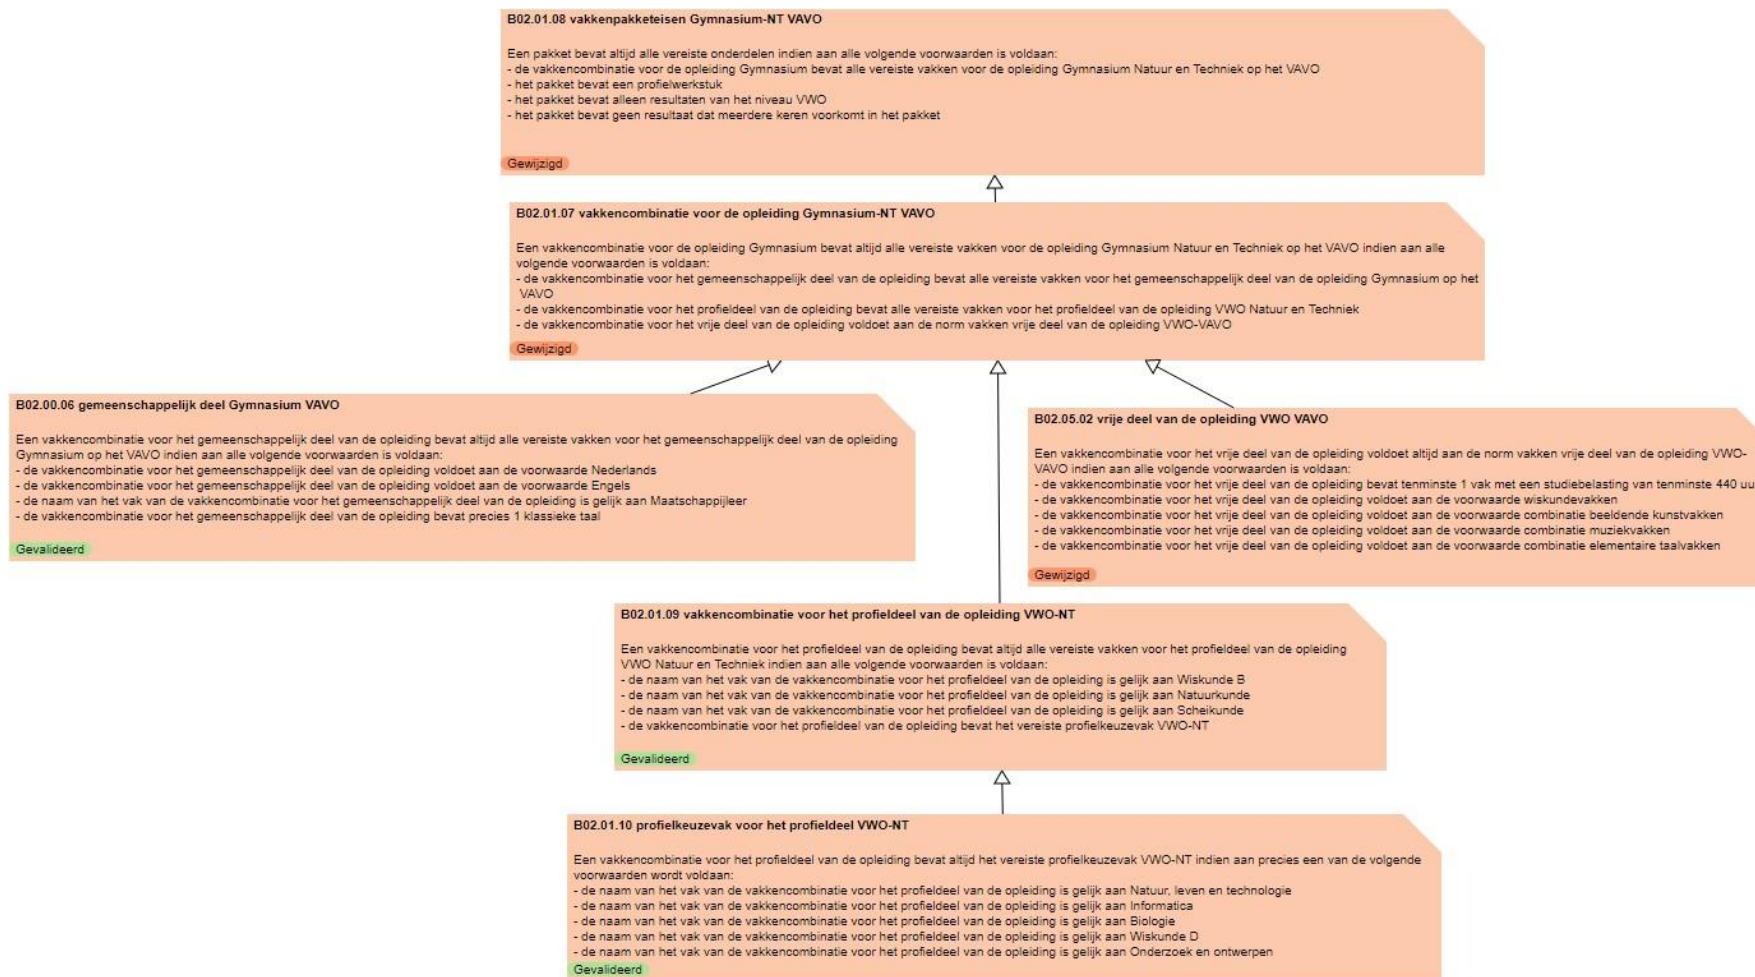 B02.01.08 vakkenpakketeisen Gymnasium-NT VAVO
Een pakket bevat altijd alle vereiste onderdelen indien aan alle volgende voorwaarden is voldaan:
- de vakkencombinatie voor de opleiding Gymnasium bevat alle vereiste vakken voor de opleiding Gymnasium Natuur en Techniek op het VAVO
- het pakket bevat een profielwerkstuk
- het pakket bevat alleen resultaten van het niveau VWO
- het pakket bevat geen resultaat dat meerdere keren voorkomt in het pakket
Gewijzigd
B02.01.07 vakkencombinatie voor de opleiding Gymnasium-NT VAVO
Een vakkencombinatie voor de opleiding Gymnasium bevat altijd alle vereiste vakken voor de opleiding Gymnasium Natuur en Techniek op het VAVO indien aan alle
volgende voorwaarden is voldaan:
- de vakkencombinatie voor het gemeenschappelijk deel van de opleiding bevat alle vereiste vakken voor het gemeenschappelijk deel van de opleiding Gymnasium op het
VAVO
- de vakkencombinatie voor het profieldeel van de opleiding bevat alle vereiste vakken voor het profieldeel van de opleiding VWO Natuur en Techniek
- de vakkencombinatie voor het vrije deel van de opleiding voldoet aan de norm vakken vrije deel van de opleiding VWO-VAVO
Gewijzigd
B02.00.06 gemeenschappelijk deel Gymnasium VAVO
Een vakkencombinatie voor het gemeenschappelijk deel van de opleiding bevat altijd alle vereiste vakken voor het gemeenschappelijk deel van de opleiding
Gymnasium op het VAVO indien aan alle volgende voorwaarden is voldaan:
- de vakkencombinatie voor het gemeenschappelijk deel van de opleiding voldoet aan de voorwaarde Nederlands
- de vakkencombinatie voor het gemeenschappelijk deel van de opleiding voldoet aan de voorwaarde Engels
- de naam van het vak van de vakkencombinatie voor het gemeenschappelijk deel van de opleiding is gelijk aan Maatschappijleer
- de vakkencombinatie voor het gemeenschappelijk deel van de opleiding bevat precies 1 klassieke taal
Gevalideerd
B02.05.02 vrije deel van de opleiding VWO VAVO
Een vakkencombinatie voor het vrije deel van de opleiding voldoet altijd aan de norm vakken vrije deel van de opleiding VWO-
VAVO indien aan alle volgende voorwaarden is voldaan:
- de vakkencombinatie voor het vrije deel van de opleiding bevat tenminste 1 vak met een studiebelasting van tenminste 440 uu
- de vakkencombinatie voor het vrije deel van de opleiding voldoet aan de voorwaarde wiskundevakken
- de vakkencombinatie voor het vrije deel van de opleiding voldoet aan de voorwaarde combinatie beeldende kunstvakken
- de vakkencombinatie voor het vrije deel van de opleiding voldoet aan de voorwaarde combinatie muziekvakken
- de vakkencombinatie voor het vrije deel van de opleiding voldoet aan de voorwaarde combinatie elementaire taalvakken
Gewijzigd
B02.01.09 vakkencombinatie voor het profieldeel van de opleiding VWO-NT
Een vakkencombinatie voor het profieldeel van de opleiding bevat altijd alle vereiste vakken voor het profieldeel van de opleiding
VWO Natuur en Techniek indien aan alle volgende voorwaarden is voldaan:
- de naam van het vak van de vakkencombinatie voor het profieldeel van de opleiding is gelijk aan Wiskunde B
- de naam van het vak van de vakkencombinatie voor het profieldeel van de opleiding is gelijk aan Natuurkunde
- de naam van het vak van de vakkencombinatie voor het profieldeel van de opleiding is gelijk aan Scheikunde
- de vakkencombinatie voor het profieldeel van de opleiding bevat het vereiste profielkeuzevak VWO-NT
Gevalideerd
B02.01.10 profielkeuzevak voor het profieldeel VWO-NT
Een vakkencombinatie voor het profieldeel van de opleiding bevat altijd het vereiste profielkeuzevak VWO-NT indien aan precies een van de volgende
voorwaarden wordt voldaan:
- de naam van het vak van de vakkencombinatie voor het profieldeel van de opleiding is gelijk aan Natuur, leven en technologie
- de naam van het vak van de vakkencombinatie voor het profieldeel van de opleiding is gelijk aan Informatica
- de naam van het vak van de vakkencombinatie voor het profieldeel van de opleiding is gelijk aan Biologie
- de naam van het vak van de vakkencombinatie voor het profieldeel van de opleiding is gelijk aan Wiskunde D
- de naam van het vak van de vakkencombinatie voor het profieldeel van de opleiding is gelijk aan Onderzoek en ontwerpen
Gevalideerd